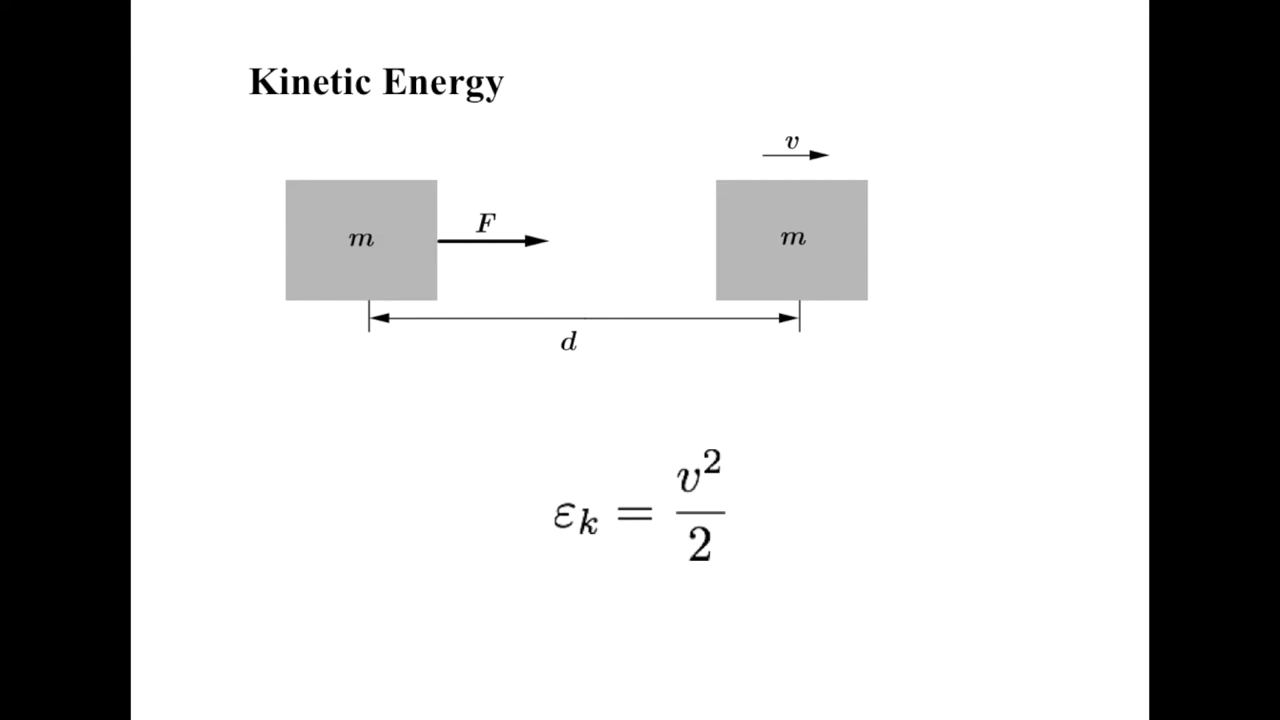 Kinetic Energy
v
m
F
m
d
εₖ = v²/2